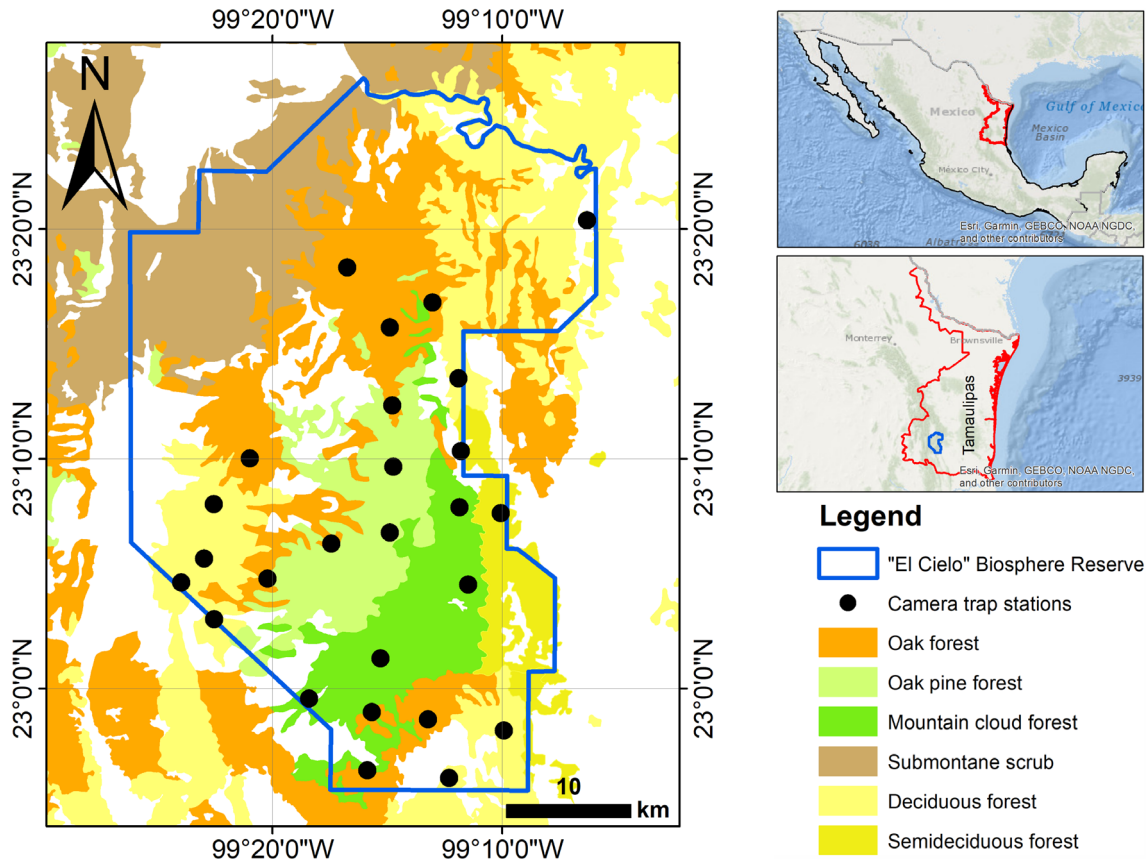 99°20'0"W
99°10'0"W
N
23°20'0"N
23°10'0"N
23°0'0"N
23°20'0"N
23°10'0"N
23°0'0"N
10
km
99°20'0"W
99°10'0"W
Mexico
Gulf of Mexico
Mexico
Basin
México City
Esri, Garmin, GEBCO, NOAA NGDC,
and other contributors
Monterrey
Brownsville
3939
Tamaulipas
Esri, Garmin, GEBCO, NOAA NGDC,
and other contributors
Legend
"El Cielo" Biosphere Reserve
Camera trap stations
Oak forest
Oak pine forest
Mountain cloud forest
Submontane scrub
Deciduous forest
Semideciduous forest